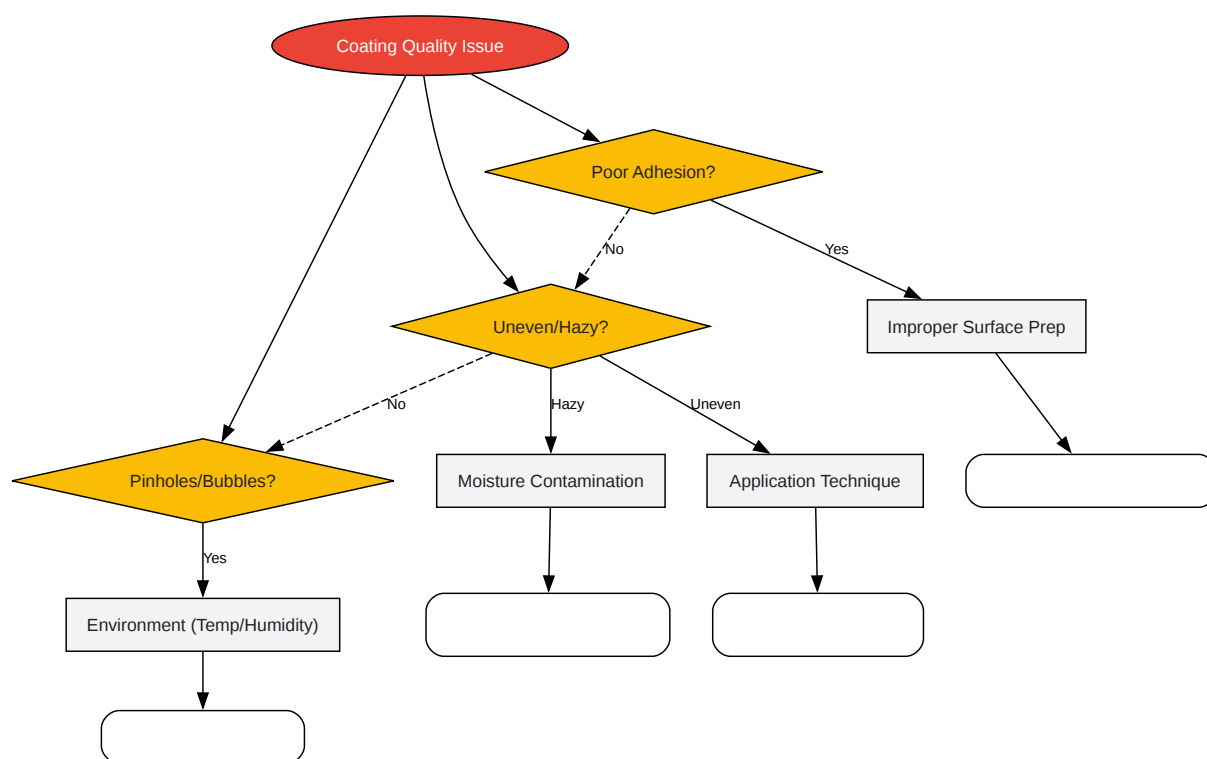 Coating Quality Issue
Poor Adhesion?
No
Yes
Uneven/Hazy?
Improper Surface Prep
No
Hazy
Uneven
Pinholes/Bubbles?
Moisture Contamination
Application Technique
Yes
Environment (Temp/Humidity)